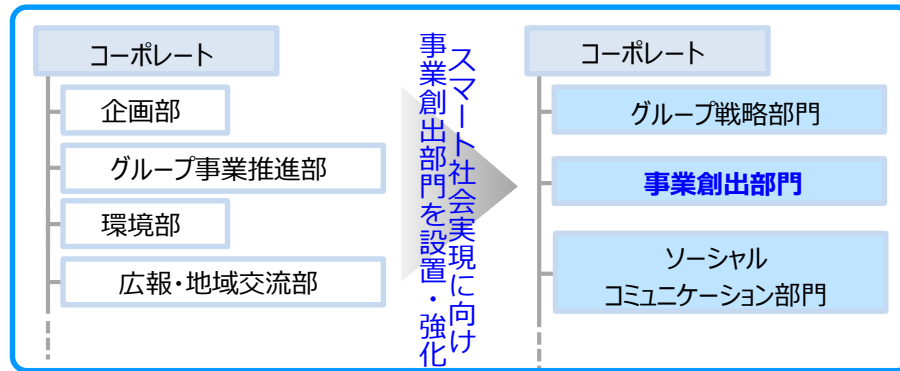 コーポレート
企画部
グループ事業推進部
環境部
広報・地域交流部
スマート社会実現に向け
事業創出部門を設置・強化
コーポレート
グループ戦略部門
事業創出部門
ソーシャル
コミュニケーション部門